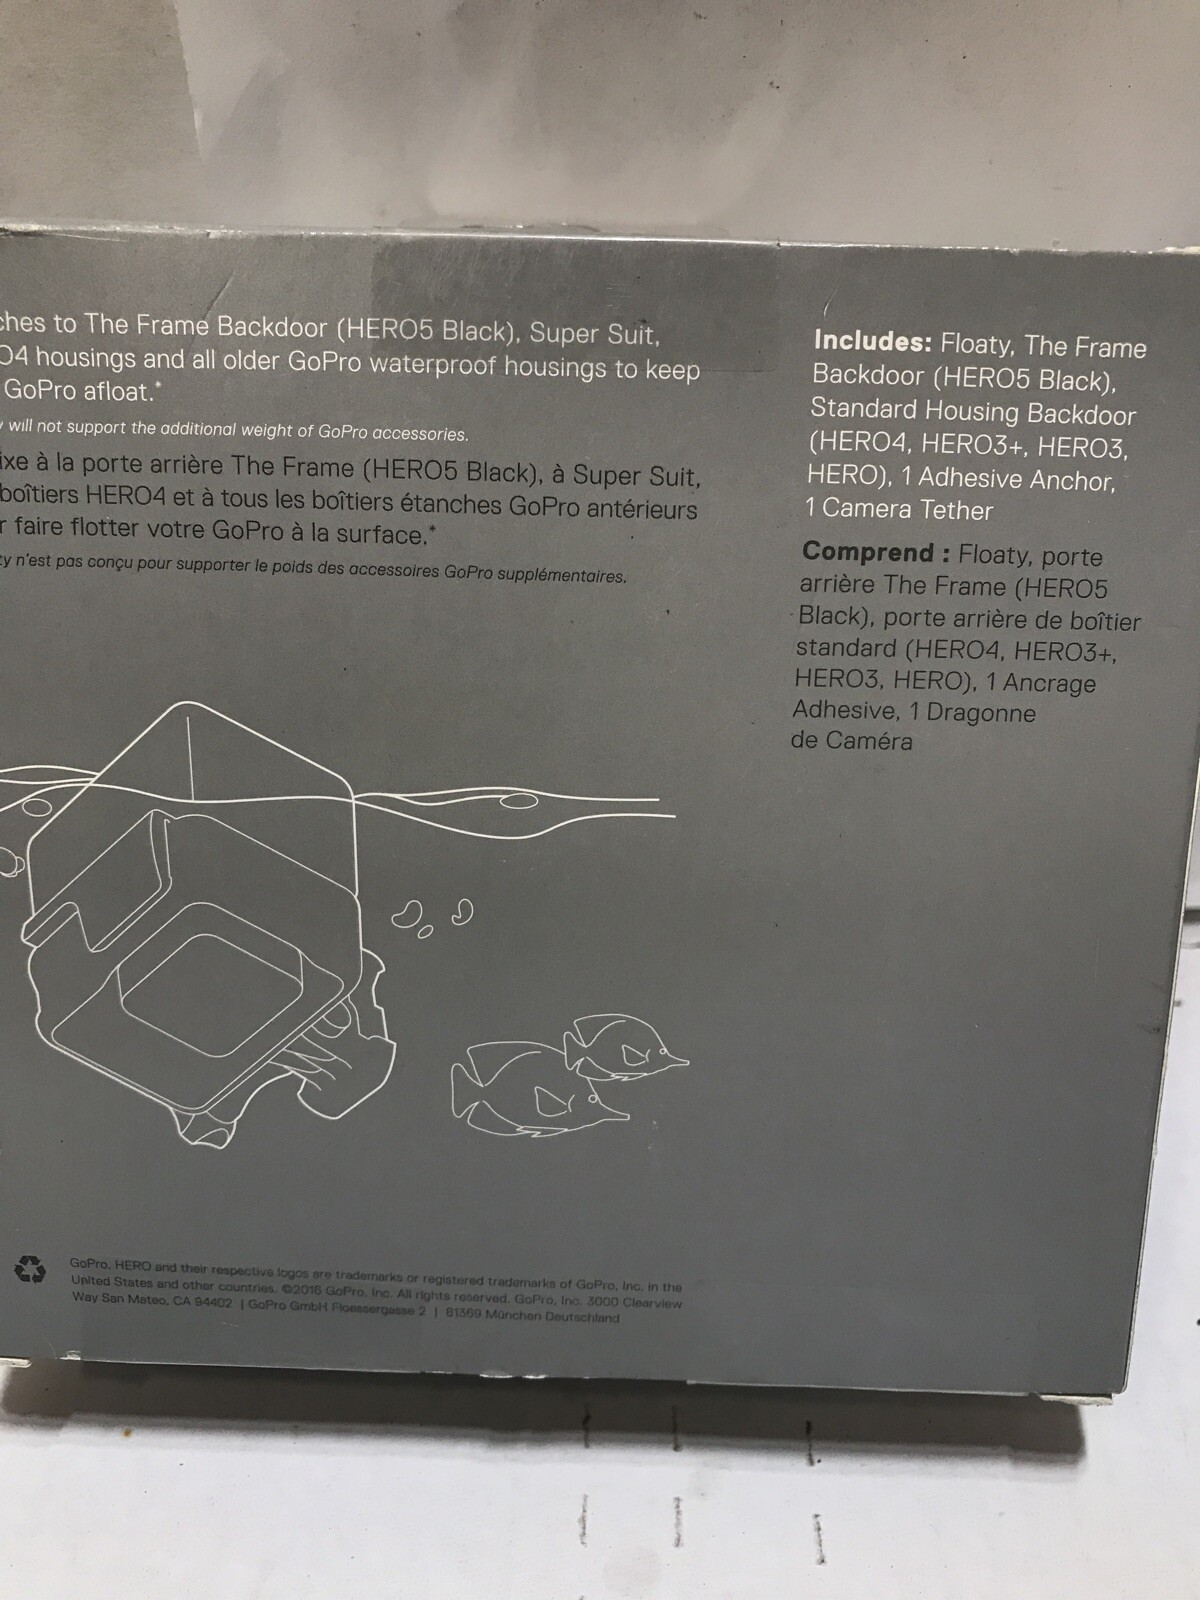 ches to The Frame Backdoor (HERO5 Black), Super Suit,
O4 housings and all older GoPro waterproof housings to keep
GoPro afloat.*
y will not support the additional weight of GoPro accessories.
ixe à la porte arrière The Frame (HERO5 Black), à Super Suit,
boîtiers HERO4 et à tous les boîtiers étanches GoPro antérieurs
r faire flotter votre GoPro à la surface.*
ty n'est pas conçu pour supporter le poids des accessoires GoPro supplémentaires.
Includes: Floaty, The Frame
Backdoor (HERO5 Black),
Standard Housing Backdoor
(HERO4, HERO3+, HERO3,
HERO), 1 Adhesive Anchor,
1 Camera Tether
Comprend : Floaty, porte
arrière The Frame (HERO5
Black), porte arrière de boîtier
standard (HERO4, HERO3+,
HERO3, HERO), 1 Ancrage
Adhesive, 1 Dragonne
de Caméra
GoPro, HERO and their respective logos are trademarks or registered trademarks of GoPro, Inc. in the
United States and other countries. ©2016 GoPro, Inc. All rights reserved. GoPro, Inc. 3000 Clearview
Way San Mateo, CA 94402 | GoPro GmbH Floessergasse 2 | 81369 München Deutschland